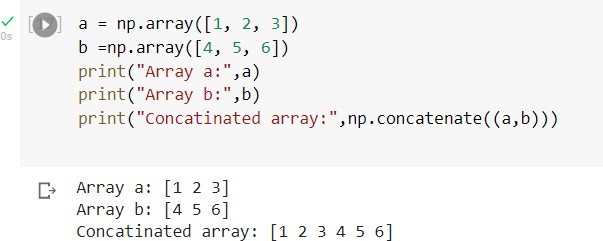 a = np.array([1, 2, 3])
b =np.array([4, 5, 6])
print("Array a:",a)
print("Array b:",b)
print("Concatinated array:",np.concatenate((a,b)))
0s
Array a: [1 2 3]
Array b: [4 5 6]
Concatinated array: [1 2 3 4 5 6]